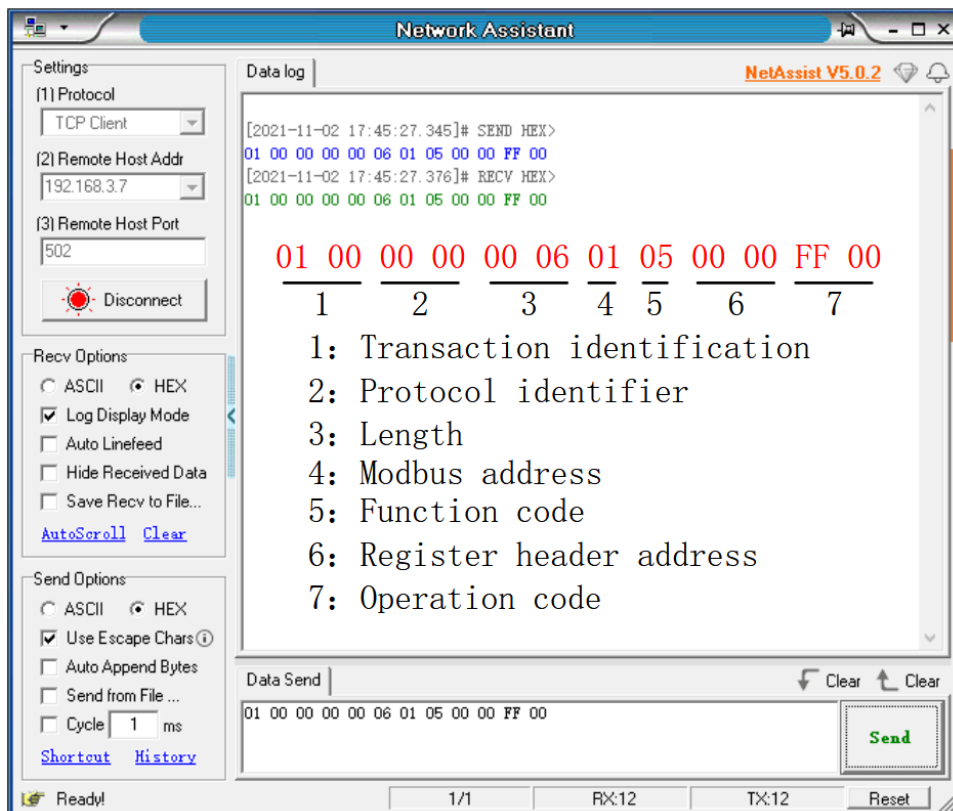 Network Assistant
Settings
(1) Protocol
TCP Client
(2) Remote Host Addr
192.168.3.7
(3) Remote Host Port
502
Disconnect
Recv Options
ASCII HEX
Log Display Mode
Auto Linefeed
Hide Received Data
Save Recv to File...
AutoScroll Clear
Send Options
ASCII HEX
Use Escape Chars
Auto Append Bytes
Send from File ...
Cycle 1 ms
Shortcut History
Data log
NetAssist V5.0.2
[2021-11-02 17:45:27.345]# SEND HEX>
01 00 00 00 00 06 01 05 00 00 FF 00
[2021-11-02 17:45:27.376]# RECV HEX>
01 00 00 00 00 06 01 05 00 00 FF 00
01 00 00 00 00 06 01 05 00 00 FF 00
1 2 3 4 5 6 7
1: Transaction identification
2: Protocol identifier
3: Length
4: Modbus address
5: Function code
6: Register header address
7: Operation code
Data Send
Clear Clear
01 00 00 00 00 06 01 05 00 00 FF 00
Send
Ready!
1/1
RX:12
TX:12
Reset